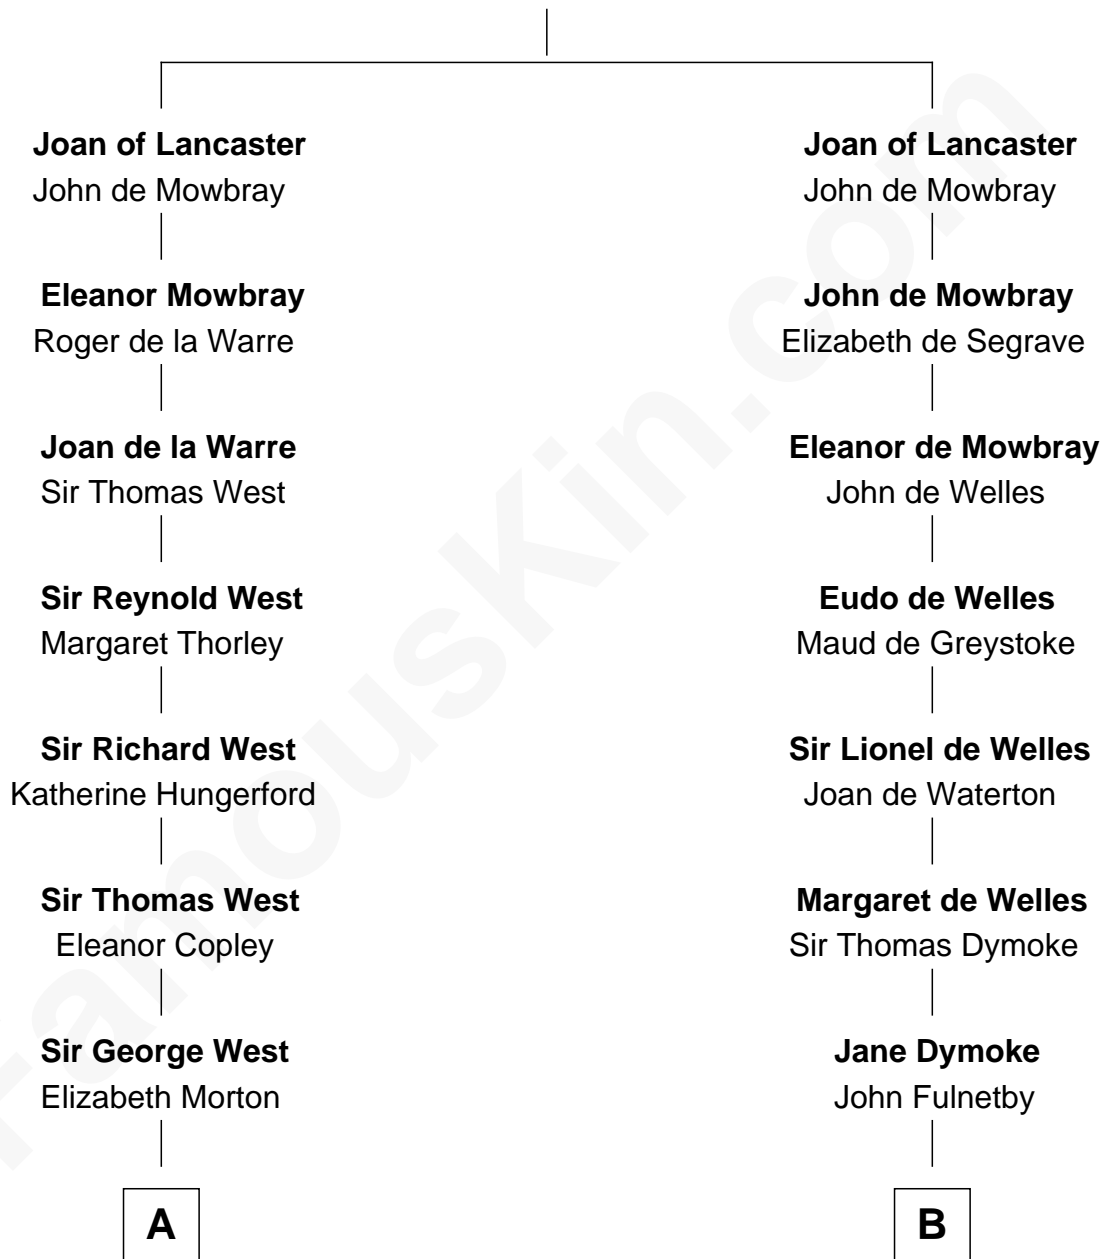 Joan of Lancaster
John de Mowbray
Eleanor Mowbray
Roger de la Warre
Joan de la Warre
Sir Thomas West
Sir Reynold West
Margaret Thorley
Sir Richard West
Katherine Hungerford
Sir Thomas West
Eleanor Copley
Sir George West
Elizabeth Morton
A
Joan of Lancaster
John de Mowbray
John de Mowbray
Elizabeth de Segrave
Eleanor de Mowbray
John de Welles
Eudo de Welles
Maud de Greystoke
Sir Lionel de Welles
Joan de Waterton
Margaret de Welles
Sir Thomas Dymoke
Jane Dymoke
John Fulnetby
B
FamousKin.com